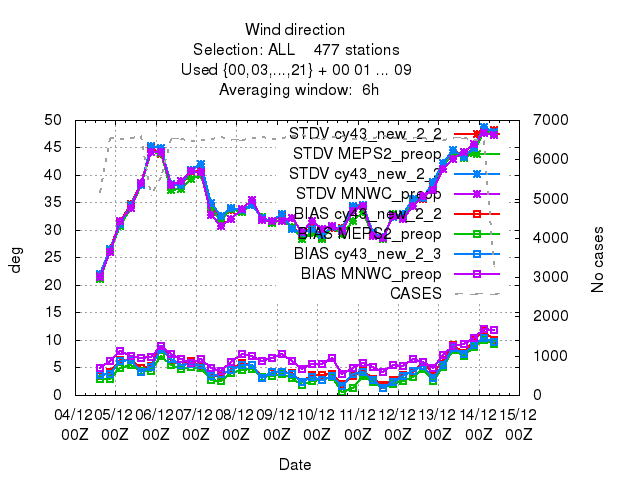 Wind direction
Selection: ALL 477 stations
Used {00,03,...,21} + 00 01 ... 09
Averaging window: 6h
50
45
40
35
30
25
20
15
10
5
0
deg
7000
6000
5000
4000
3000
2000
1000
0
No cases
STDV cy43_new_2_2
STDV MEPS2_preop
STDV cy43_new_2_3
STDV MNWC_preop
BIAS cy43_new_2_2
BIAS MEPS2_preop
BIAS cy43_new_2_3
BIAS MNWC_preop
CASES
04/12 05/12 06/12 07/12 08/12 09/12 10/12 11/12 12/12 13/12 14/12 15/12
00Z 00Z 00Z 00Z 00Z 00Z 00Z 00Z 00Z 00Z 00Z 00Z
Date